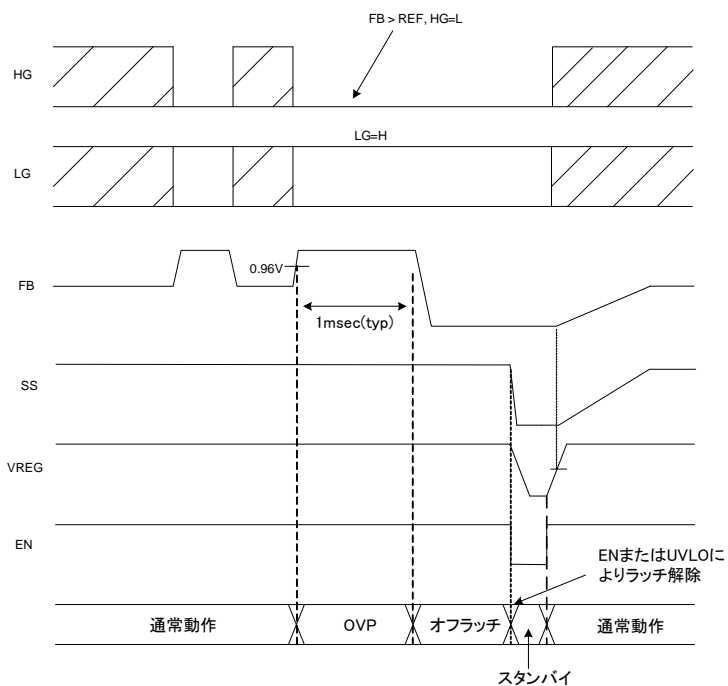 FB > REF, HG=L
HG
LG=H
LG
0.96V
FB
1msec(typ)
SS
VREG
EN
ENまたはUVLOに
よりラッチ解除
通常動作
OVP
オフラッチ
通常動作
スタンバイ